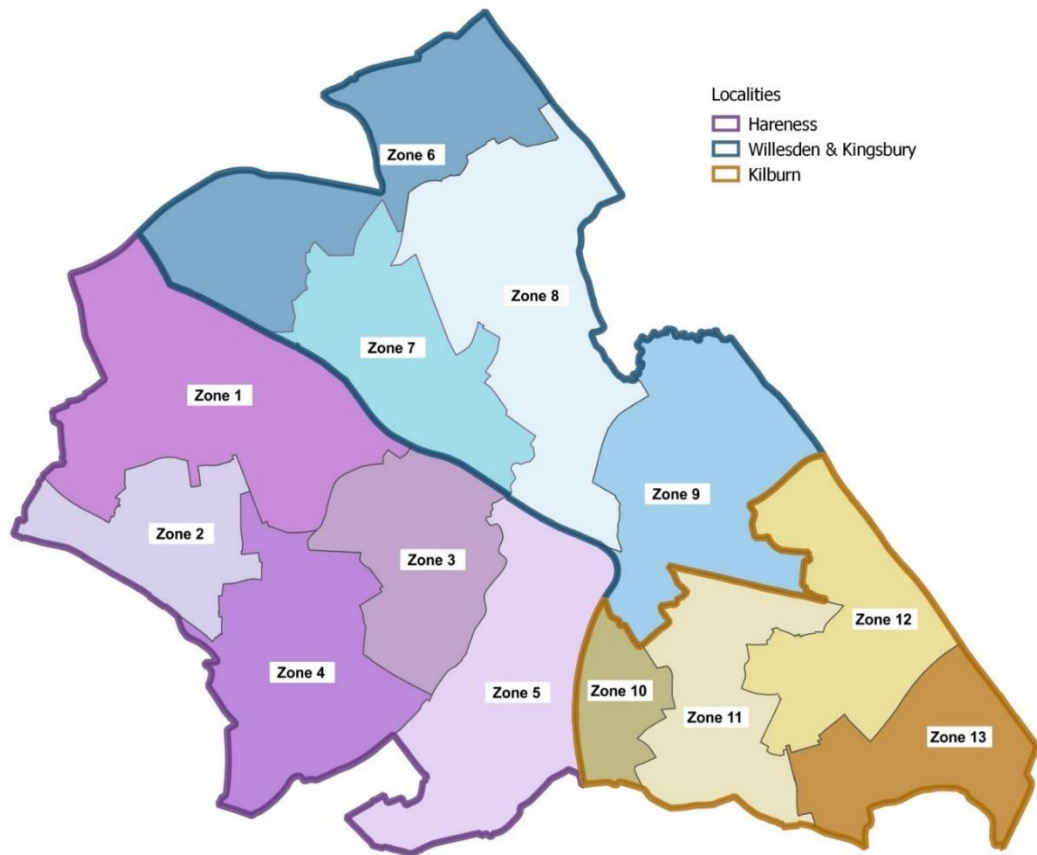 Localities
Hareness
Willesden & Kingsbury
Kilburn
Zone 6
Zone 8
Zone 7
Zone 1
Zone 9
Zone 2
Zone 3
Zone 12
Zone 4
Zone 5
Zone 10
Zone 11
Zone 13